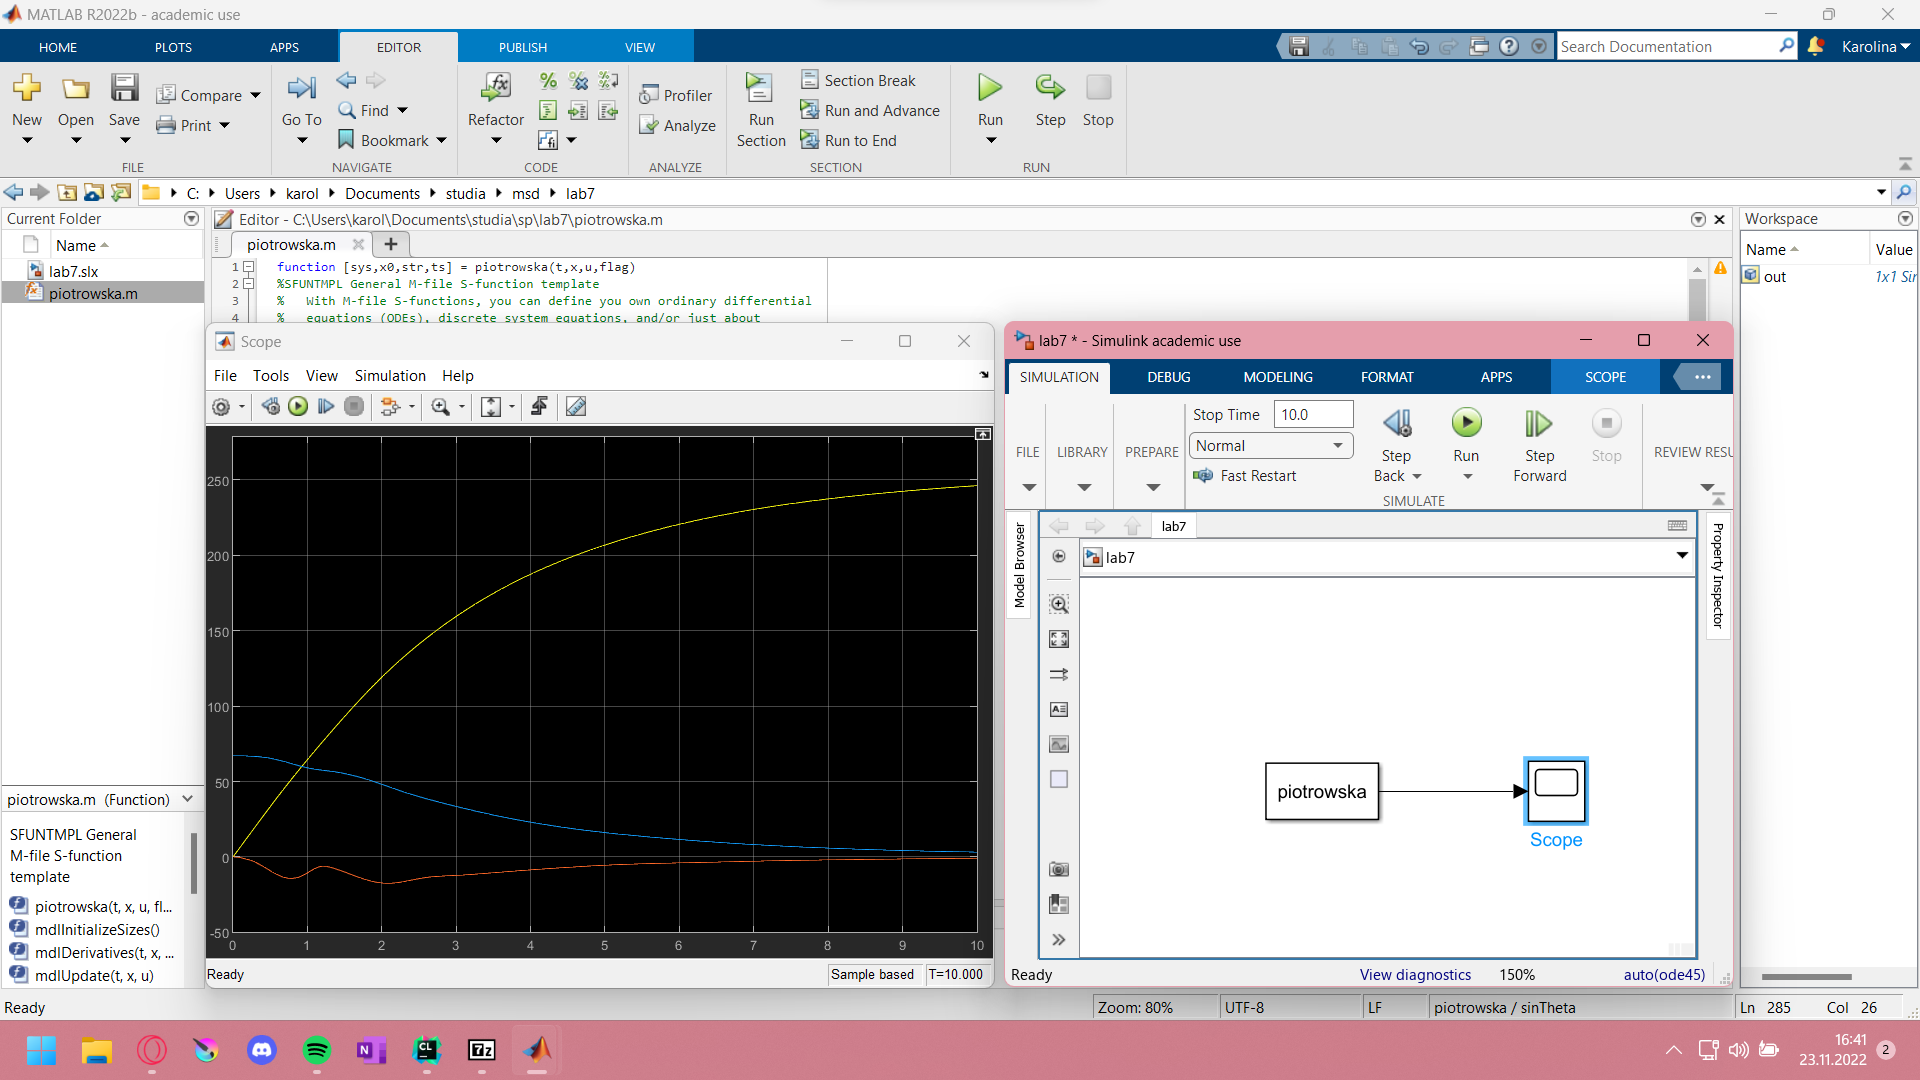 MATLAB R2022b - academic use
HOME PLOTS APPS EDITOR PUBLISH VIEW
Search Documentation
Karolina
New Open Save Compare Print
FILE
Go To Find Bookmark
NAVIGATE
Refactor
CODE
Profiler
Analyze
ANALYZE
Run Section
Section Break
Run and Advance
Run to End
SECTION
Run Step Stop
RUN
C: Users karol Documents studia msd lab7
Current Folder
Name
lab7.slx
piotrowska.m
Editor - C:\Users\karol\Documents\studia\sp\lab7\piotrowska.m
piotrowska.m
1 function [sys,x0,str,ts] = piotrowska(t,x,u,flag)
2 %SFUNTMPL General M-file S-function template
3 % With M-file S-functions, you can define you own ordinary differential
4 % equations (ODEs), discrete system equations, and/or just about
Workspace
Name Value
out 1x1 Sir
Scope
File Tools View Simulation Help
250
200
150
100
50
0
-50
0 1 2 3 4 5 6 7 8 9 10
Ready Sample based T=10.000
lab7 * - Simulink academic use
SIMULATION DEBUG MODELING FORMAT APPS SCOPE
FILE LIBRARY PREPARE
Stop Time 10.0
Normal
Fast Restart
Step Back
Run
Step Forward
Stop
SIMULATE
REVIEW RESU
Model Browser
lab7
lab7
Property Inspector
piotrowska
Scope
Ready View diagnostics 150% auto(ode45)
piotrowska.m (Function)
SFUNTMPL General
M-file S-function
template
piotrowska(t, x, u, fl...
mdlInitializeSizes()
mdlDerivatives(t, x, ...
mdlUpdate(t, x, u)
Ready
Zoom: 80% UTF-8 LF piotrowska / sinTheta Ln 285 Col 26
16:41
23.11.2022
2